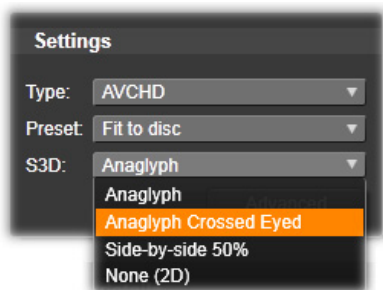 Settings
Type: AVCHD
Preset: Fit to disc
S3D: Anaglyph
Anaglyph
Advanced
Anaglyph Crossed Eyed
Side-by-side 50%
None (2D)